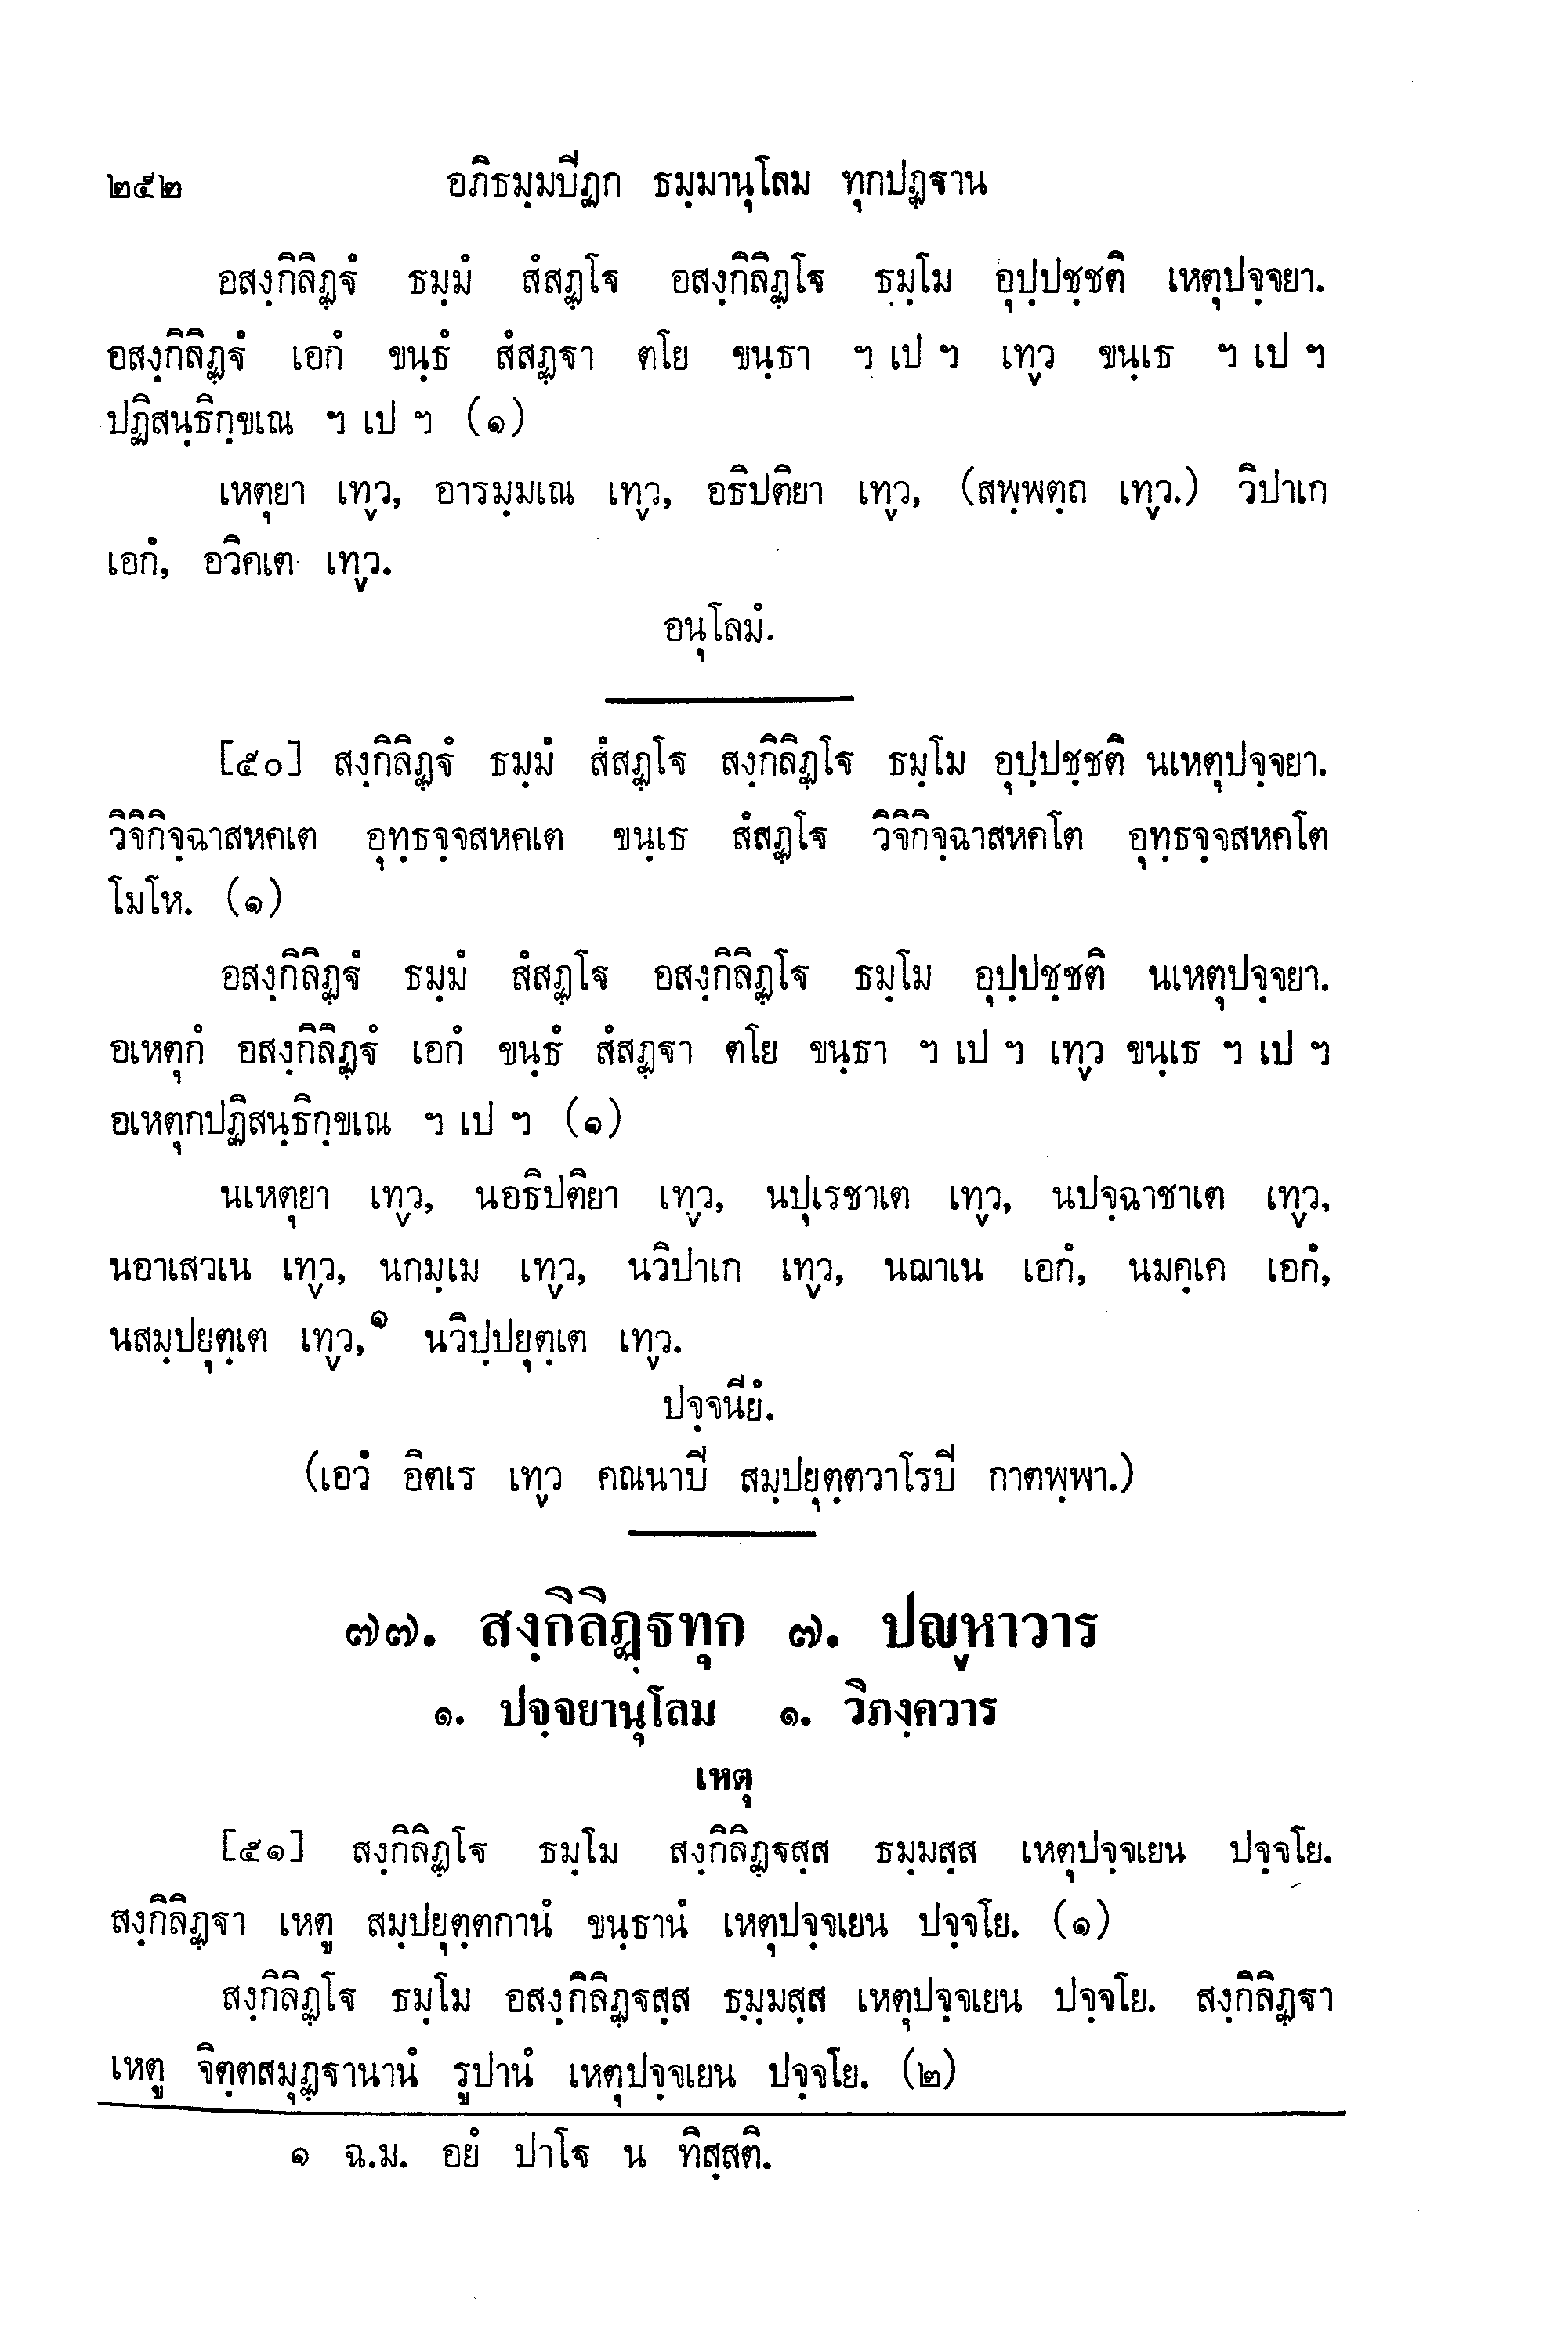 ๒๕๒ อภิธมฺมปีฏก ธมฺมานุโลม ทุกปฏฺฐาน
อสงฺกิลิฏฺฐํ ธมฺมํ สํสฏฺโฐ อสงฺกิลิฏฺโฐ ธมฺโม อุปฺปชฺชติ เหตุปจฺจยา.
อสงฺกิลิฏฺฐํ เอกํ ขนฺธํ สํสฏฺฐา ตโย ขนฺธา ฯ เป ฯ เทฺว ขนฺเธ ฯ เป ฯ
ปฏิสนฺธิกฺขเณ ฯ เป ฯ (๑)
เหตุยา เทฺว, อารมฺมเณ เทฺว, อธิปติยา เทฺว, (สพฺพตฺถ เทฺว.) วิปาเก
เอกํ, อวิคเต เทฺว.
อนุโลมํ.
[๕๐] สงฺกิลิฏฺฐํ ธมฺมํ สํสฏฺโฐ สงฺกิลิฏฺโฐ ธมฺโม อุปฺปชฺชติ นเหตุปจฺจยา.
วิจิกิจฺฉาสหคเต อุทฺธจฺจสหคเต ขนฺเธ สํสฏฺโฐ วิจิกิจฺฉาสหคโต อุทฺธจฺจสหคโต
โมโห. (๑)
อสงฺกิลิฏฺฐํ ธมฺมํ สํสฏฺโฐ อสงฺกิลิฏฺโฐ ธมฺโม อุปฺปชฺชติ นเหตุปจฺจยา.
อเหตุกํ อสงฺกิลิฏฺฐํ เอกํ ขนฺธํ สํสฏฺฐา ตโย ขนฺธา ฯ เป ฯ เทฺว ขนฺเธ ฯ เป ฯ
อเหตุกปฏิสนฺธิกฺขเณ ฯ เป ฯ (๑)
นเหตุยา เทฺว, นอธิปติยา เทฺว, นปุเรชาเต เทฺว, นปจฺฉาชาเต เทฺว,
นอาเสวเน เทฺว, นกมฺเม เทฺว, นวิปาเก เทฺว, นฌาเน เอกํ, นมคฺเค เอกํ,
นสมฺปยุตฺเต เทฺว,๑ นวิปฺปยุตฺเต เทฺว.
ปจฺจนียํ.
(เอวํ อิตเร เทฺว คณนาปี สมฺปยุตฺตวาโรปี กาตพฺพา.)
๗๗. สงฺกิลิฏฺฐทุก ๗. ปญฺหาวาร
๑. ปจฺจยานุโลม ๑. วิภงฺควาร
เหตุ
[๕๑] สงฺกิลิฏฺโฐ ธมฺโม สงฺกิลิฏฺฐสฺส ธมฺมสฺส เหตุปจฺจเยน ปจฺจโย.
สงฺกิลิฏฺฐา เหตู สมฺปยุตฺตกานํ ขนฺธานํ เหตุปจฺจเยน ปจฺจโย. (๑)
สงฺกิลิฏฺโฐ ธมฺโม อสงฺกิลิฏฺฐสฺส ธมฺมสฺส เหตุปจฺจเยน ปจฺจโย. สงฺกิลิฏฺฐา
เหตู จิตฺตสมุฏฺฐานานํ รูปานํ เหตุปจฺจเยน ปจฺจโย. (๒)
๑ ฉ.ม. อยํ ปาโฐ น ทิสฺสติ.